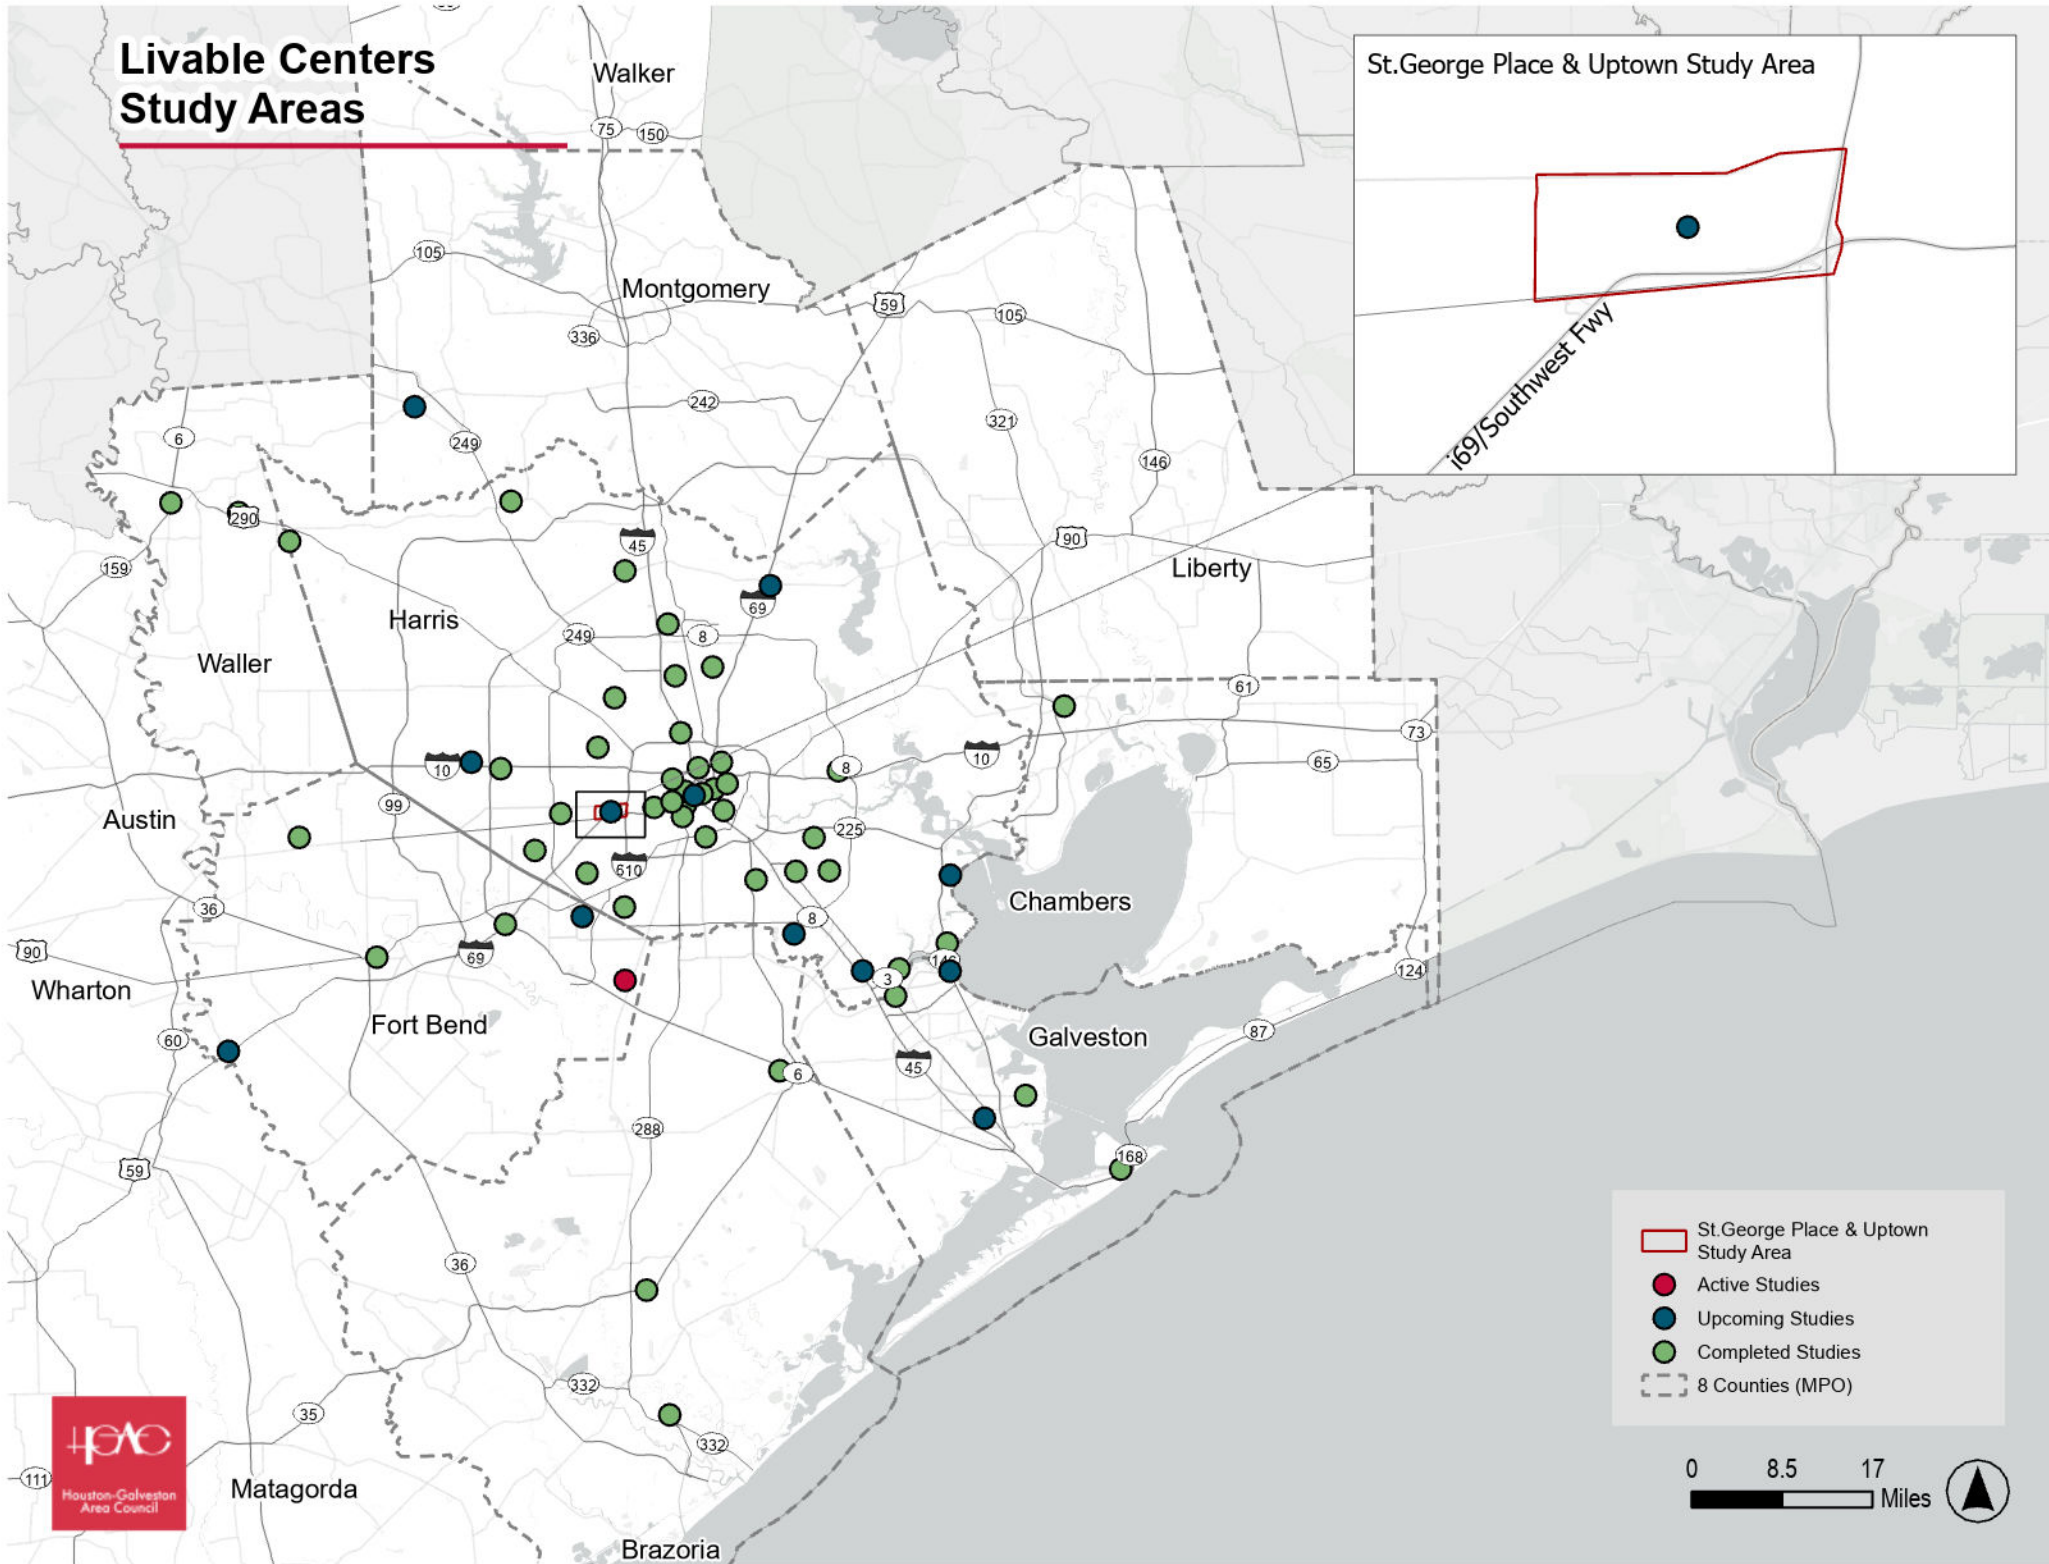 Livable Centers
Study Areas
St.George Place & Uptown Study Area
i69/Southwest Fwy
Walker
75
150
105
Montgomery
59
105
336
242
321
6
249
146
290
45
90
159
Liberty
69
Harris
249
8
Waller
61
73
10
10
8
65
99
Austin
225
610
36
Chambers
8
90
69
146
124
3
Wharton
Fort Bend
87
60
Galveston
45
6
288
168
59
36
332
35
332
111
Matagorda
Brazoria
St.George Place & Uptown
Study Area
Active Studies
Upcoming Studies
Completed Studies
8 Counties (MPO)
0 8.5 17
Miles
Houston-Galveston
Area Council